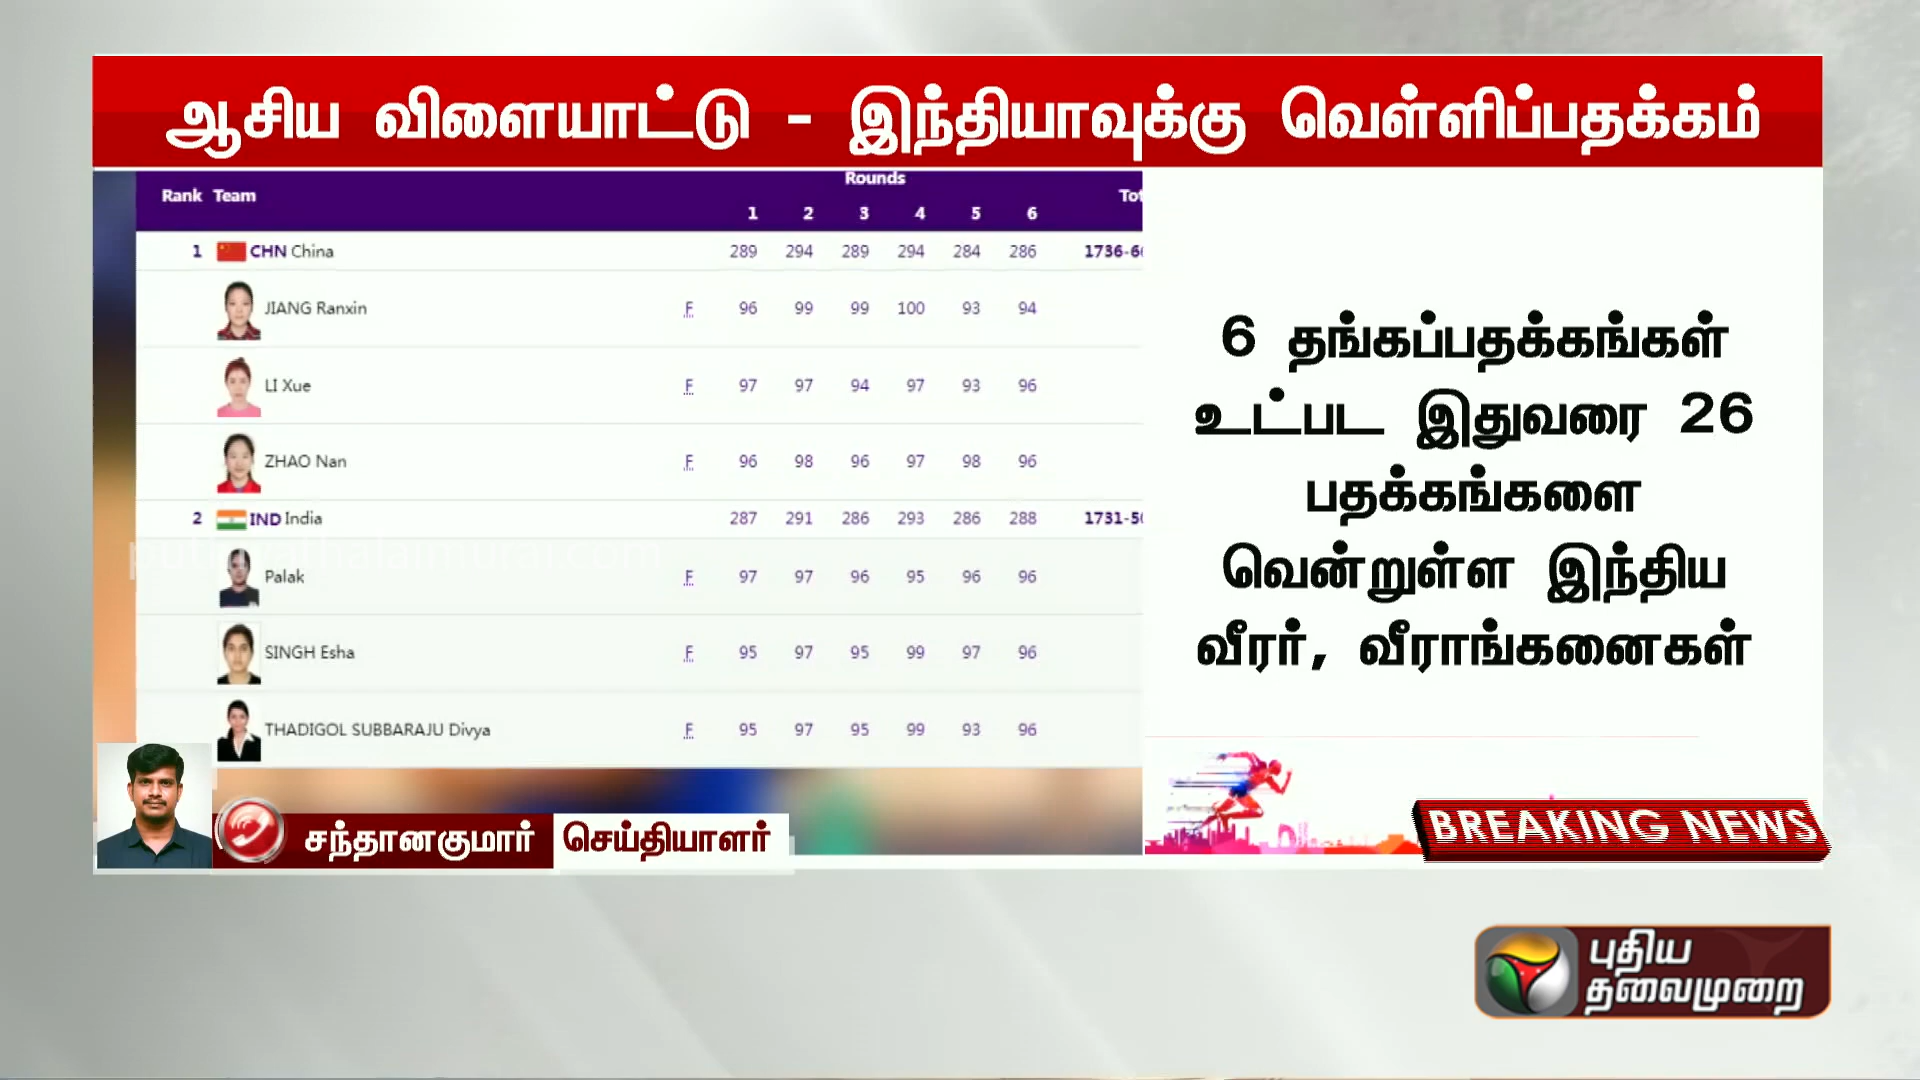 ஆசிய விளையாட்டு - இந்தியாவுக்கு வெள்ளிப்பதக்கம்
Rounds
Rank Team 1 2 3 4 5 6
1 CHN China 289 294 289 294 284 286
JIANG Ranxin F 96 99 99 100 93 94
LI Xue F 97 97 94 97 93 96
ZHAO Nan F 96 98 96 97 98 96
2 IND India 287 291 286 293 286 288
puthiyathalaimurai.com
Palak F 97 97 96 95 96 96
SINGH Esha F 95 97 95 99 97 96
THADIGOL SUBBARAJU Divya F 95 97 95 99 93 96
6 தங்கப்பதக்கங்கள்
உட்பட இதுவரை 26
பதக்கங்களை
வென்றுள்ள இந்திய
வீரர், வீராங்கனைகள்
சந்தானகுமார் செய்தியாளர்
BREAKING NEWS
புதிய
தலைமுறை